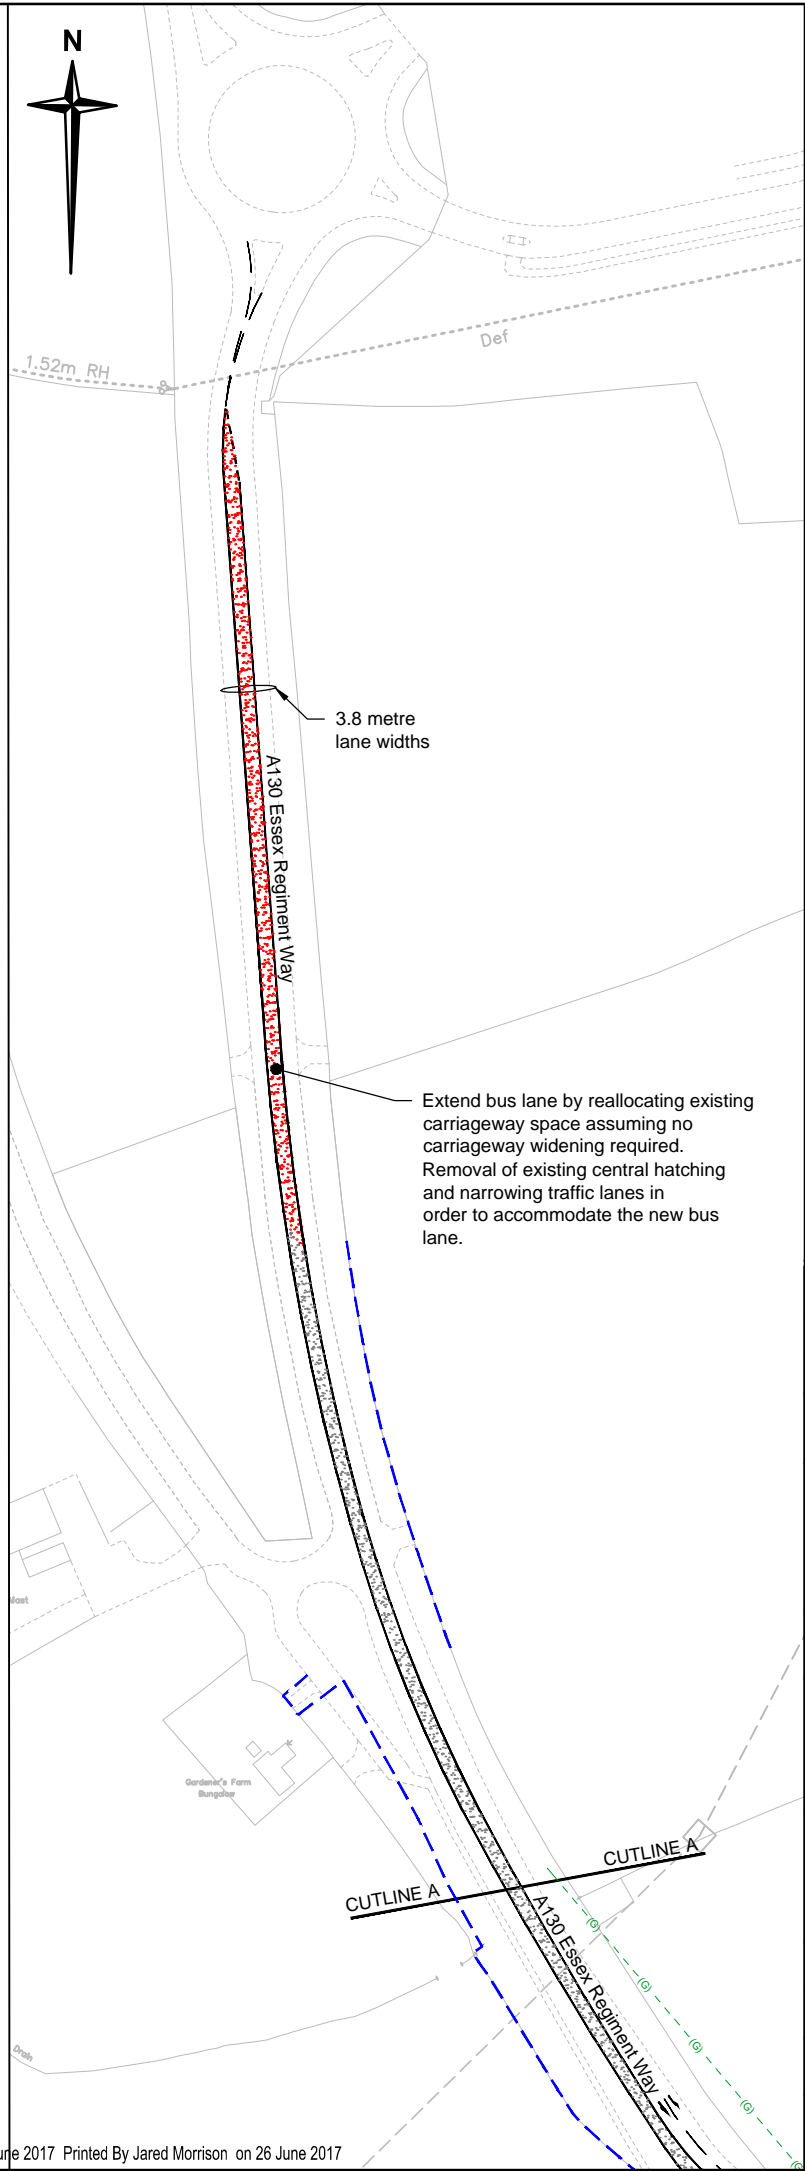 N
1.52m RH
Def
3.8 metre
lane widths
A130 Essex Regiment Way
Extend bus lane by reallocating existing
carriageway space assuming no
carriageway widening required.
Removal of existing central hatching
and narrowing traffic lanes in
order to accommodate the new bus
lane.
Mast
Gardener's Farm
Bungalow
CUTLINE A
CUTLINE A
A130 Essex Regiment Way
(G)
(G)
(G)
(G)
(G)
Drain
une 2017 Printed By Jared Morrison on 26 June 2017